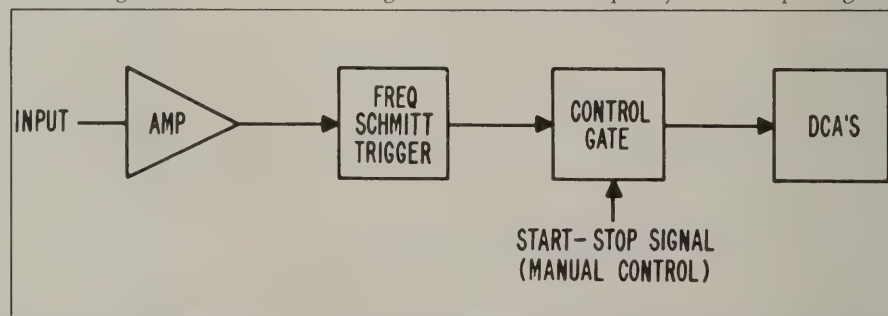 INPUT
AMP
FREQ
SCHMITT
TRIGGER
CONTROL
GATE
DCA'S
START-STOP SIGNAL
(MANUAL CONTROL)